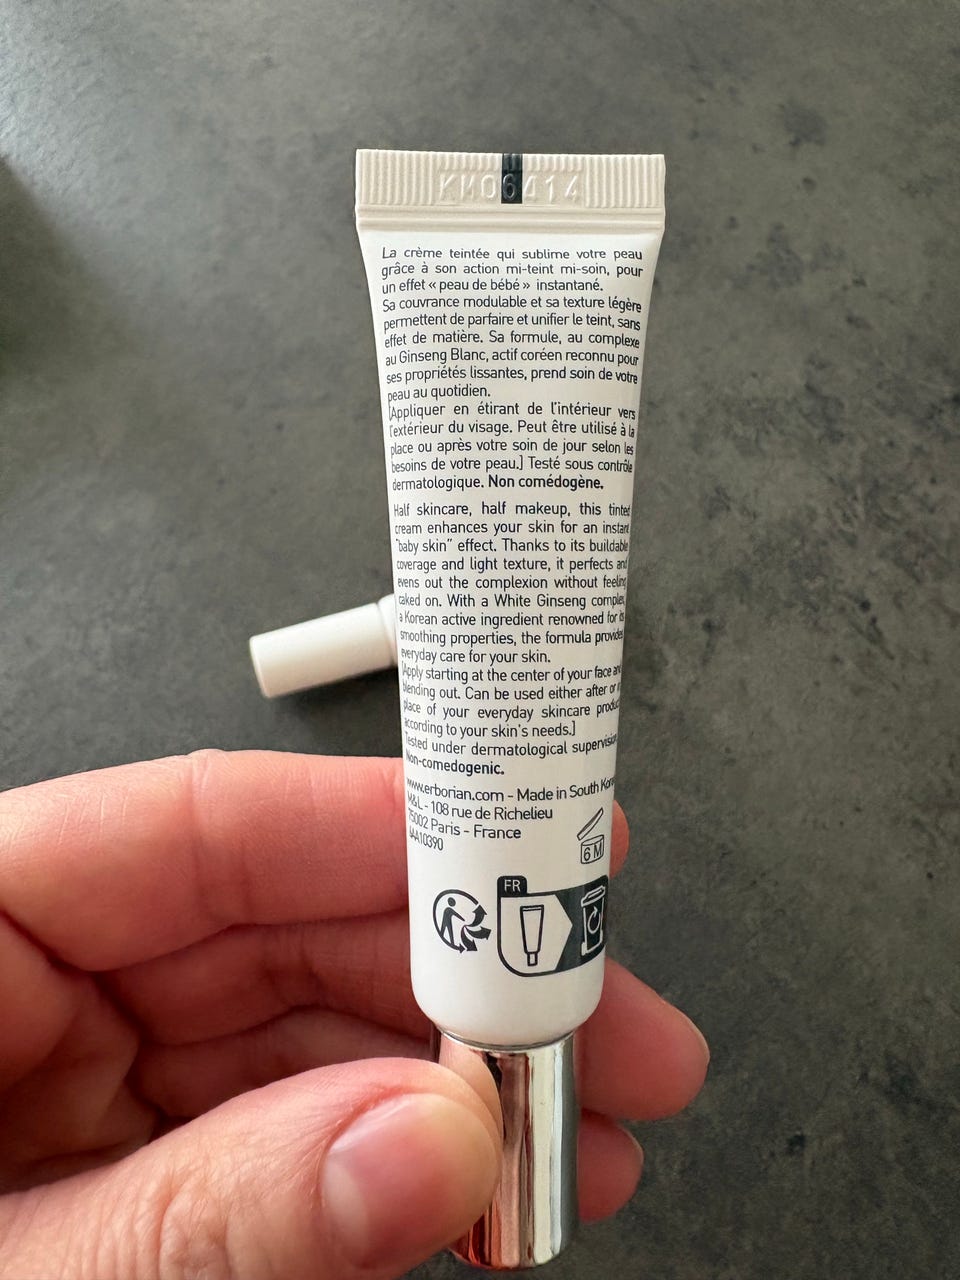 KM06414
La crème teintée qui sublime votre peau
grâce à son action mi-teint mi-soin, pour
un effet « peau de bébé » instantané.
Sa couvrance modulable et sa texture légère
permettent de parfaire et unifier le teint, sans
effet de matière. Sa formule, au complexe
au Ginseng Blanc, actif coréen reconnu pour
ses propriétés lissantes, prend soin de votre
peau au quotidien.
[Appliquer en étirant de l'intérieur vers
l'extérieur du visage. Peut être utilisé à la
place ou après votre soin de jour selon les
besoins de votre peau.] Testé sous contrôle
dermatologique. Non comédogène.
Half skincare, half makeup, this tinted
cream enhances your skin for an instant
"baby skin" effect. Thanks to its buildable
coverage and light texture, it perfects and
evens out the complexion without feeling
caked on. With a White Ginseng complex,
a Korean active ingredient renowned for its
smoothing properties, the formula provides
everyday care for your skin.
[Apply starting at the center of your face and
blending out. Can be used either after or in
place of your everyday skincare product
according to your skin's needs.]
Tested under dermatological supervision.
Non-comedogenic.
www.erborian.com - Made in South Korea
M&L - 108 rue de Richelieu
75002 Paris - France
6M
FR